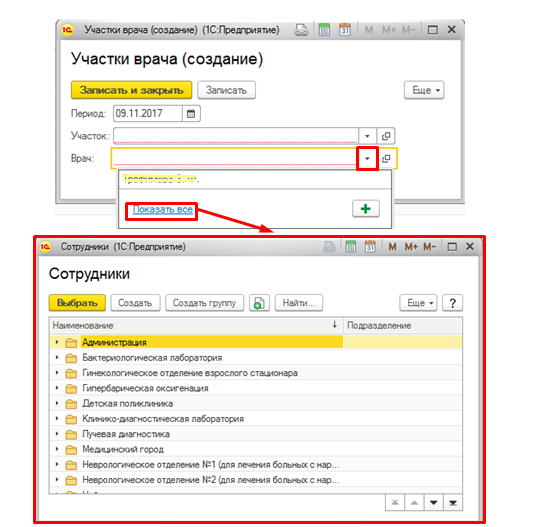 Участки врача (создание) (1С:Предприятие)
M M+ M−
Участки врача (создание)
Записать и закрыть Записать Еще
Период: 09.11.2017
Участок:
Врач:
Показать все
Сотрудники (1С:Предприятие)
M M+ M−
Сотрудники
Выбрать Создать Создать группу Найти... Еще ?
Наименование ↓ Подразделение
Администрация
Бактериологическая лаборатория
Гинекологическое отделение взрослого стационара
Гипербарическая оксигенация
Детская поликлиника
Клинико-диагностическая лаборатория
Лучевая диагностика
Медицинский город
Неврологическое отделение №1 (для лечения больных с нар...
Неврологическое отделение №2 (для лечения больных с нар...